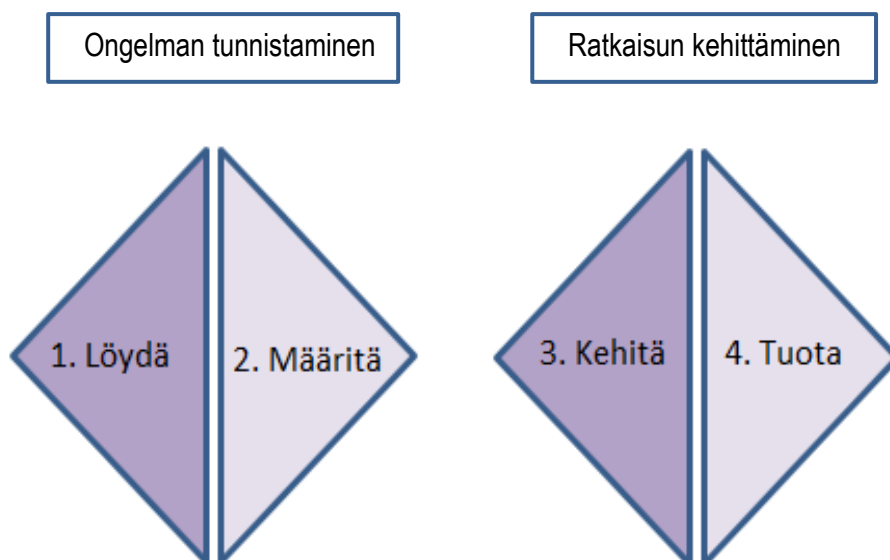 Ongelman tunnistaminen
Ratkaisun kehittäminen
1. Löydä
2. Määritä
3. Kehitä
4. Tuota